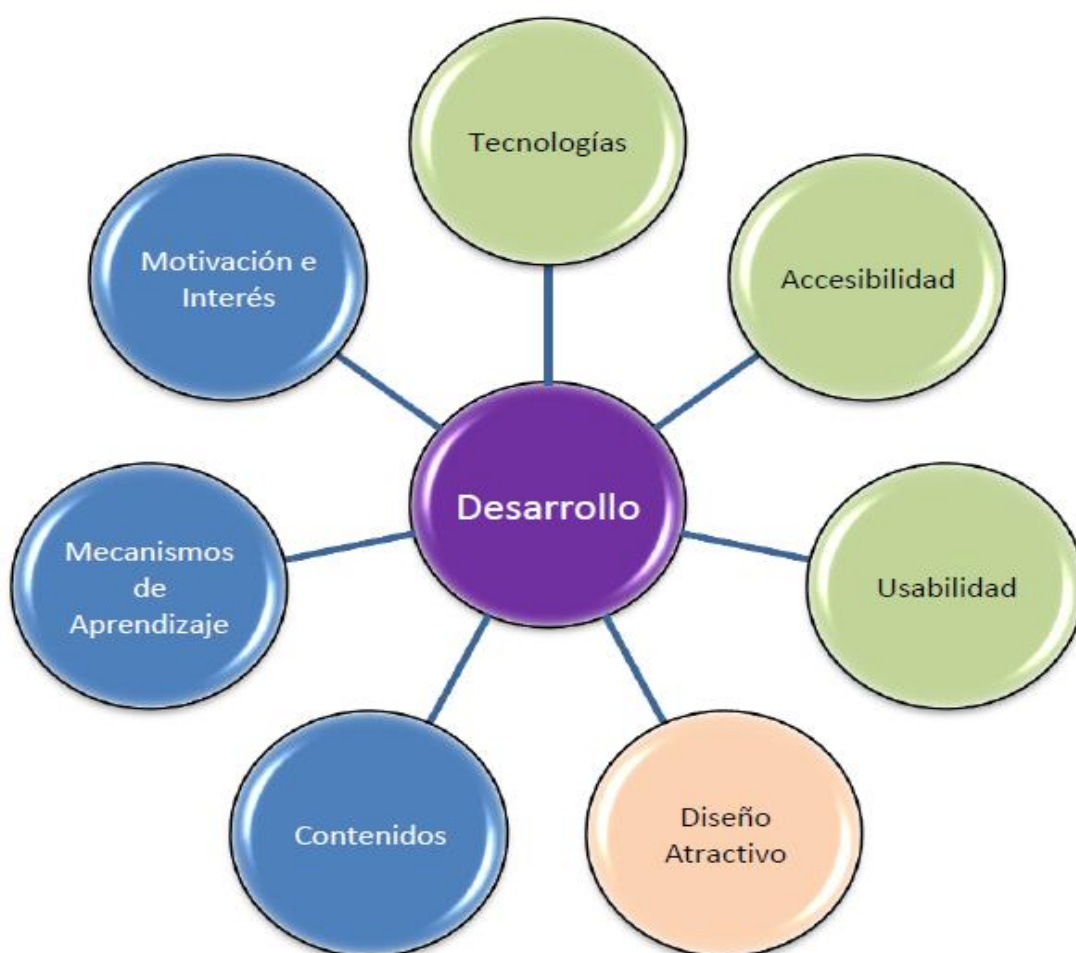 Tecnologías
Motivación e
Interés
Accesibilidad
Desarrollo
Mecanismos
de
Aprendizaje
Usabilidad
Contenidos
Diseño
Atractivo